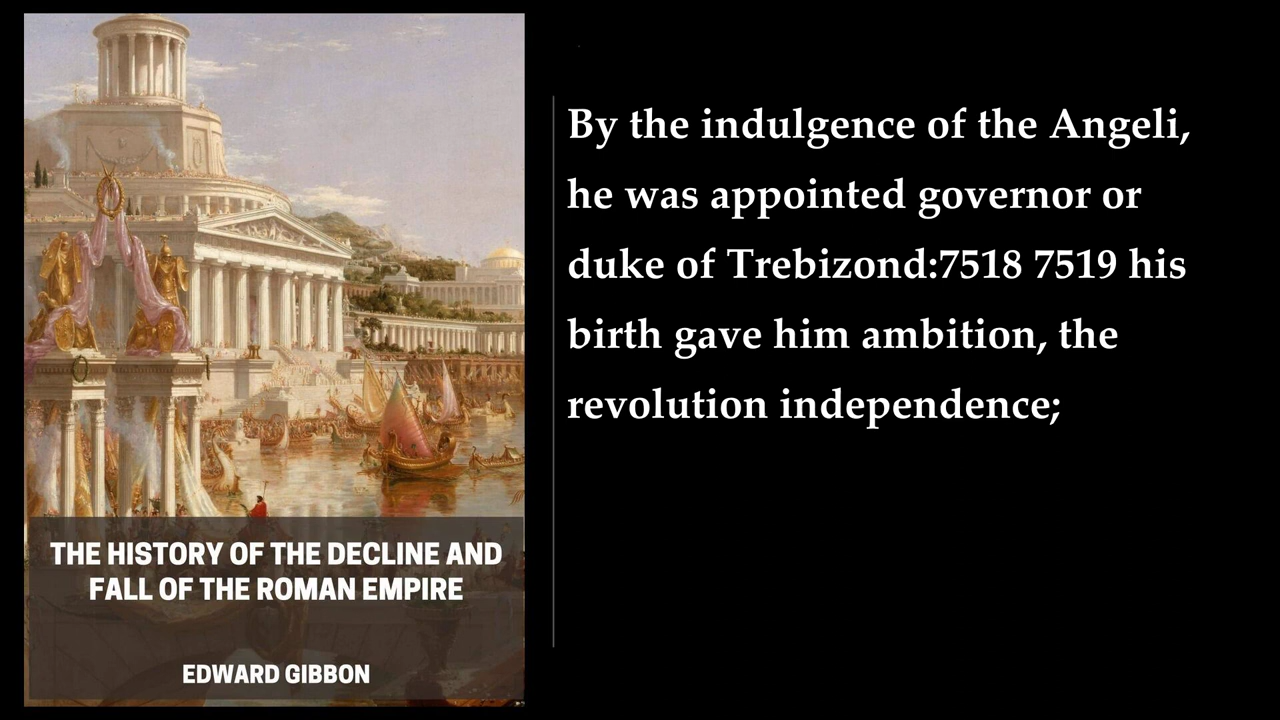 By the indulgence of the Angeli,
he was appointed governor or
duke of Trebizond:7518 7519 his
birth gave him ambition, the
revolution independence;
THE HISTORY OF THE DECLINE AND
FALL OF THE ROMAN EMPIRE
EDWARD GIBBON